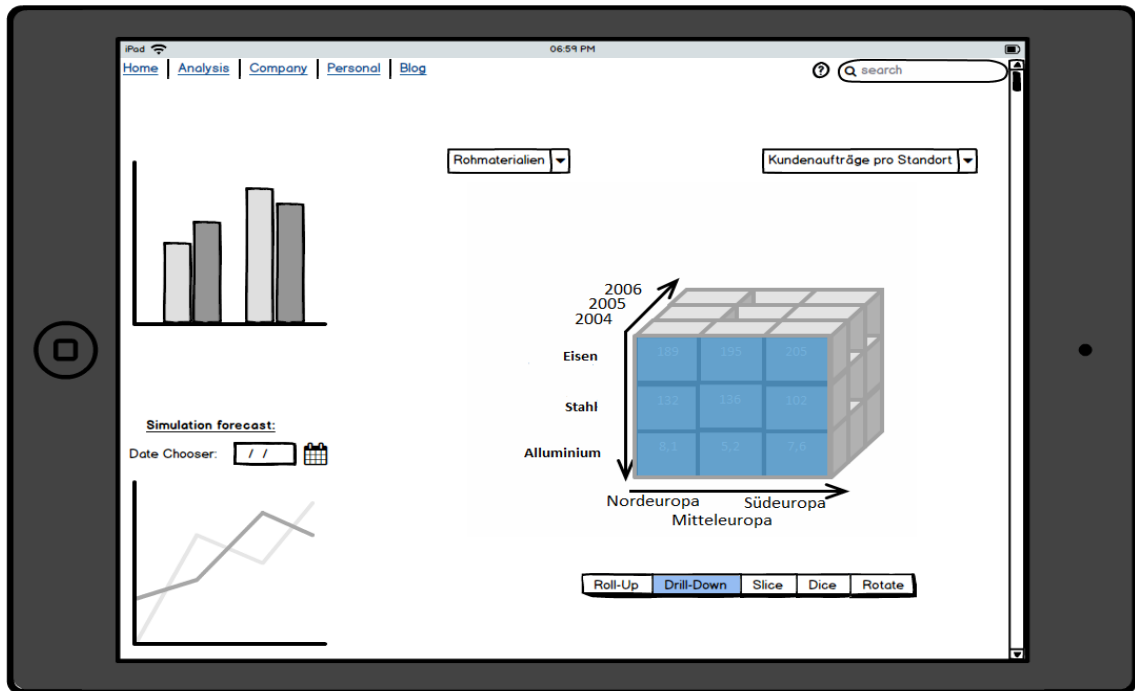 iPad 06:59 PM
Home Analysis Company Personal Blog ? search
Rohmaterialien Kundenaufträge pro Standort
2006
2005
2004
Eisen 189 195 205
Stahl 132 136 102
Alluminium 8,1 5,2 7,6
Nordeuropa Südeuropa
Mitteleuropa
Simulation forecast:
Date Chooser: / /
Roll-Up Drill-Down Slice Dice Rotate